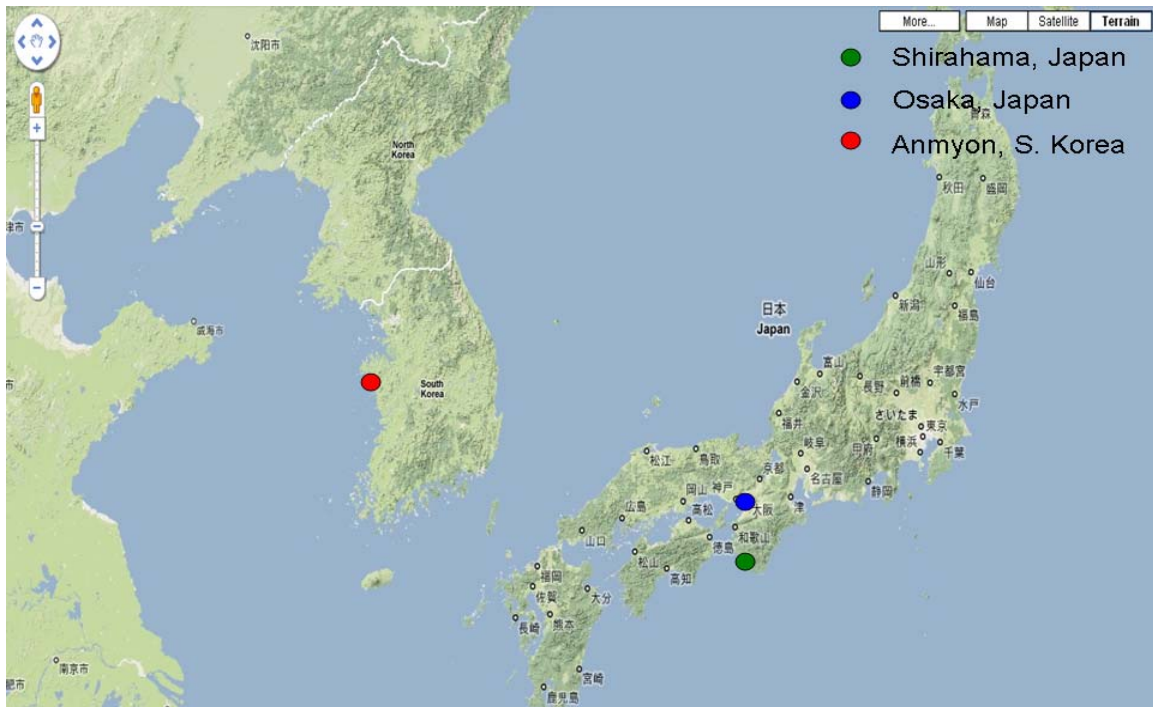 More...
Map
Satellite
Terrain
Shirahama, Japan
Osaka, Japan
Anmyon, S. Korea
沈阳市
North
Korea
青森
秋田
盛岡
津市
山形
仙台
新潟
福島
日本
Japan
威海市
South
Korea
富山
金沢
長野
前橋
宇都宮
水戸
さいたま
東京
福井
岐阜
甲府
横浜
千葉
松江
鳥取
京都
名古屋
静岡
岡山
神戸
広島
高松
大阪
津
山口
徳島
和歌山
松山
高知
福岡
佐賀
大分
長崎
熊本
南京市
肥市
宮崎
鹿児島